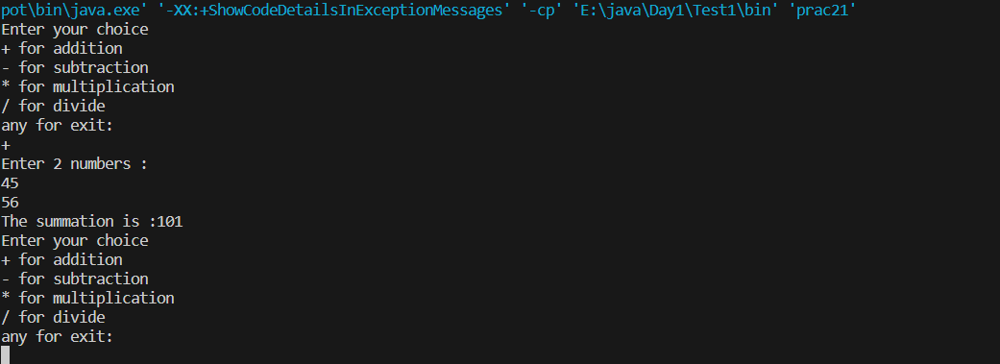 pot\bin\java.exe' '-XX:+ShowCodeDetailsInExceptionMessages' '-cp' 'E:\java\Day1\Test1\bin' 'prac21'
Enter your choice
+ for addition
- for subtraction
* for multiplication
/ for divide
any for exit:
+
Enter 2 numbers :
45
56
The summation is :101
Enter your choice
+ for addition
- for subtraction
* for multiplication
/ for divide
any for exit: